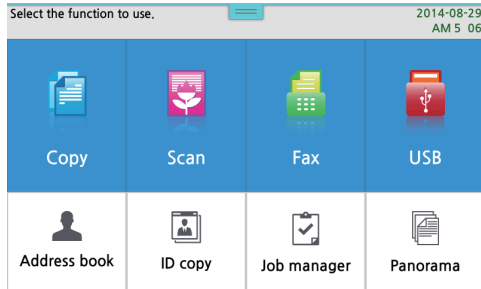 Select the function to use.
2014-08-29
AM 5 06
Copy
Scan
Fax
USB
Address book
ID copy
Job manager
Panorama